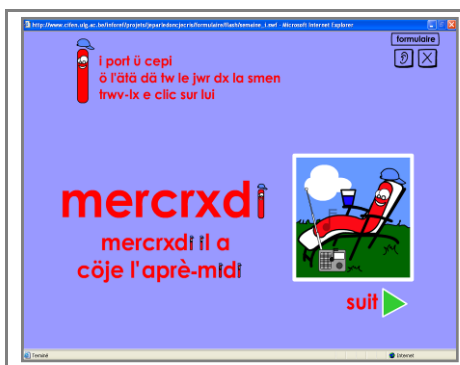 http://www.cifen.ulg.ac.be/inforef/projets/jeparledoncjecris/formulaire/flash/semaine_i.swf - Microsoft Internet Explorer
formulaire
i port ü cepi
ö l'ätä dä tw le jwr dx la smen
trwv-lx e clic sur lui
mercrxdi
mercrxdi il a
cöje l'aprè-midi
suit
Terminé
Internet